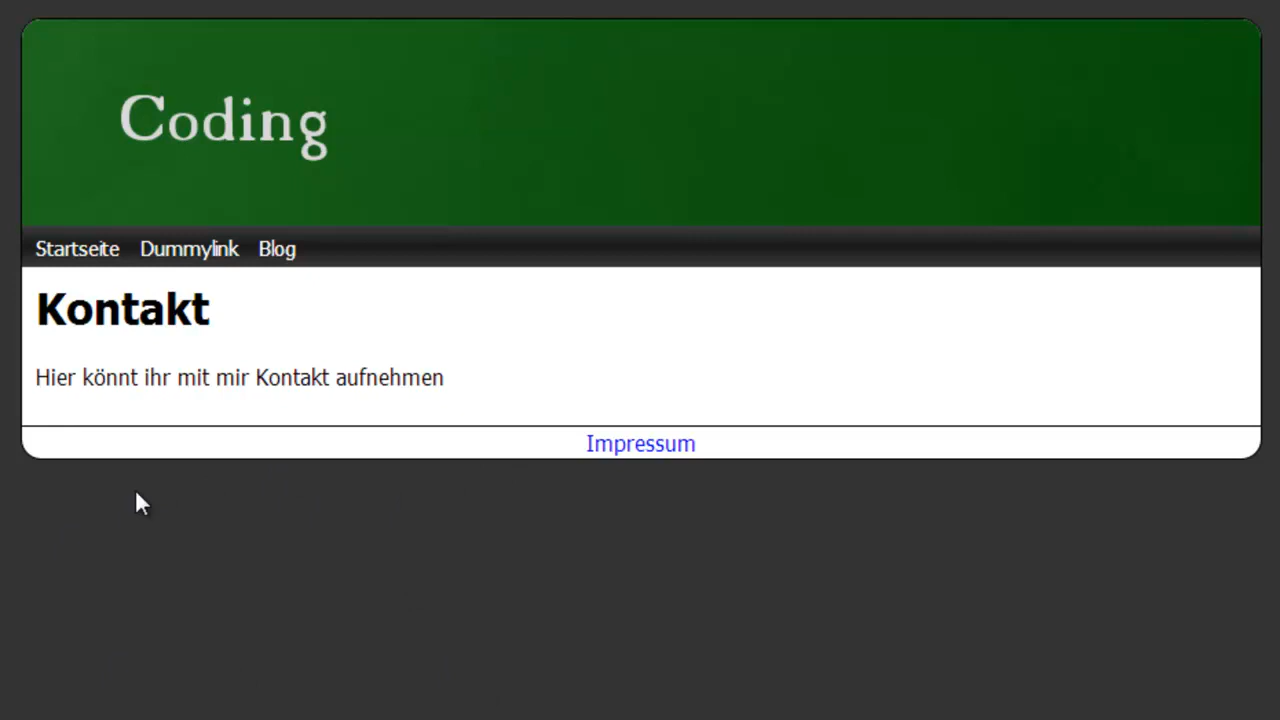 Coding
Startseite Dummylink Blog
Kontakt
Hier könnt ihr mit mir Kontakt aufnehmen
Impressum